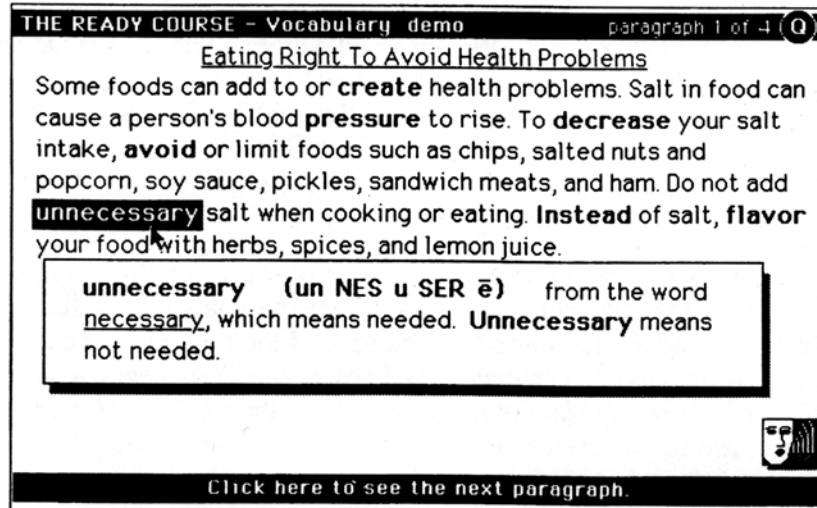 THE READY COURSE - Vocabulary demo paragraph 1 of 4 Q
Eating Right To Avoid Health Problems
Some foods can add to or create health problems. Salt in food can
cause a person's blood pressure to rise. To decrease your salt
intake, avoid or limit foods such as chips, salted nuts and
popcorn, soy sauce, pickles, sandwich meats, and ham. Do not add
unnecessary salt when cooking or eating. Instead of salt, flavor
your food with herbs, spices, and lemon juice.
unnecessary (un NES u SER ē) from the word
necessary, which means needed. Unnecessary means
not needed.
Click here to see the next paragraph.